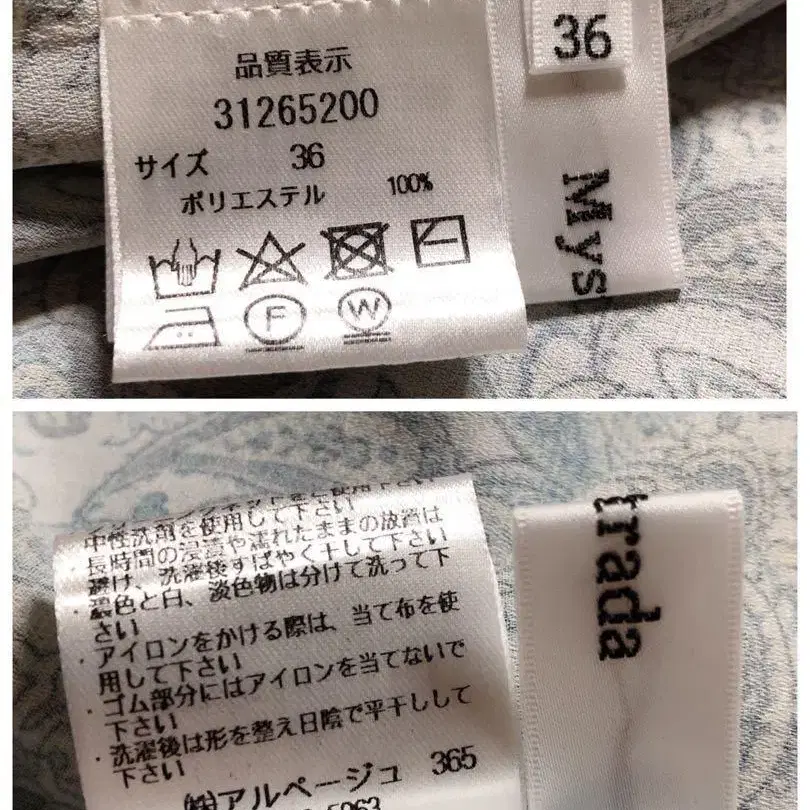 品質表示
31265200
サイズ 36
ポリエステル 100%
F
W
36
Mys
中性洗剤を使用して下さい
・長時間の浸漬や濡れたままの放置は
避け、洗濯後すばやく干して下さい
・濃色と白、淡色物は分けて洗って下
さい
・アイロンをかける際は、当て布を使
用して下さい
・ゴム部分にはアイロンを当てないで
下さい
・洗濯後は形を整え日陰で平干しして
下さい
㈱アルページュ 365
trada